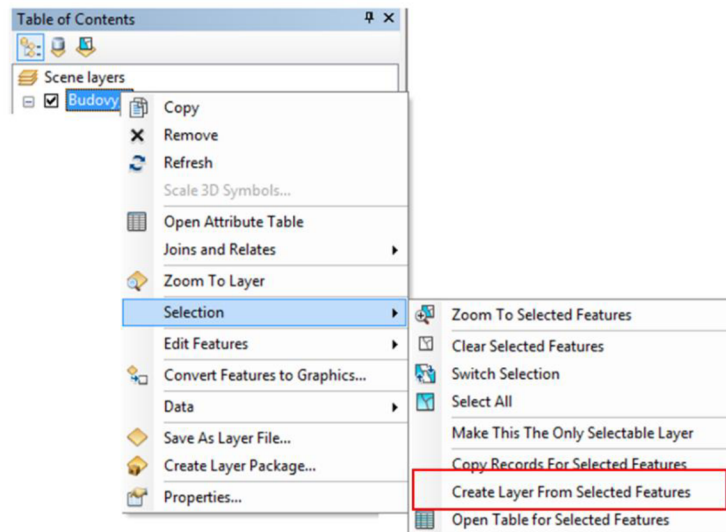 Table of Contents
Scene layers
Budovy
Copy
Remove
Refresh
Scale 3D Symbols...
Open Attribute Table
Joins and Relates
Zoom To Layer
Selection
Edit Features
Convert Features to Graphics...
Data
Save As Layer File...
Create Layer Package...
Properties...
Zoom To Selected Features
Clear Selected Features
Switch Selection
Select All
Make This The Only Selectable Layer
Copy Records For Selected Features
Create Layer From Selected Features
Open Table for Selected Features